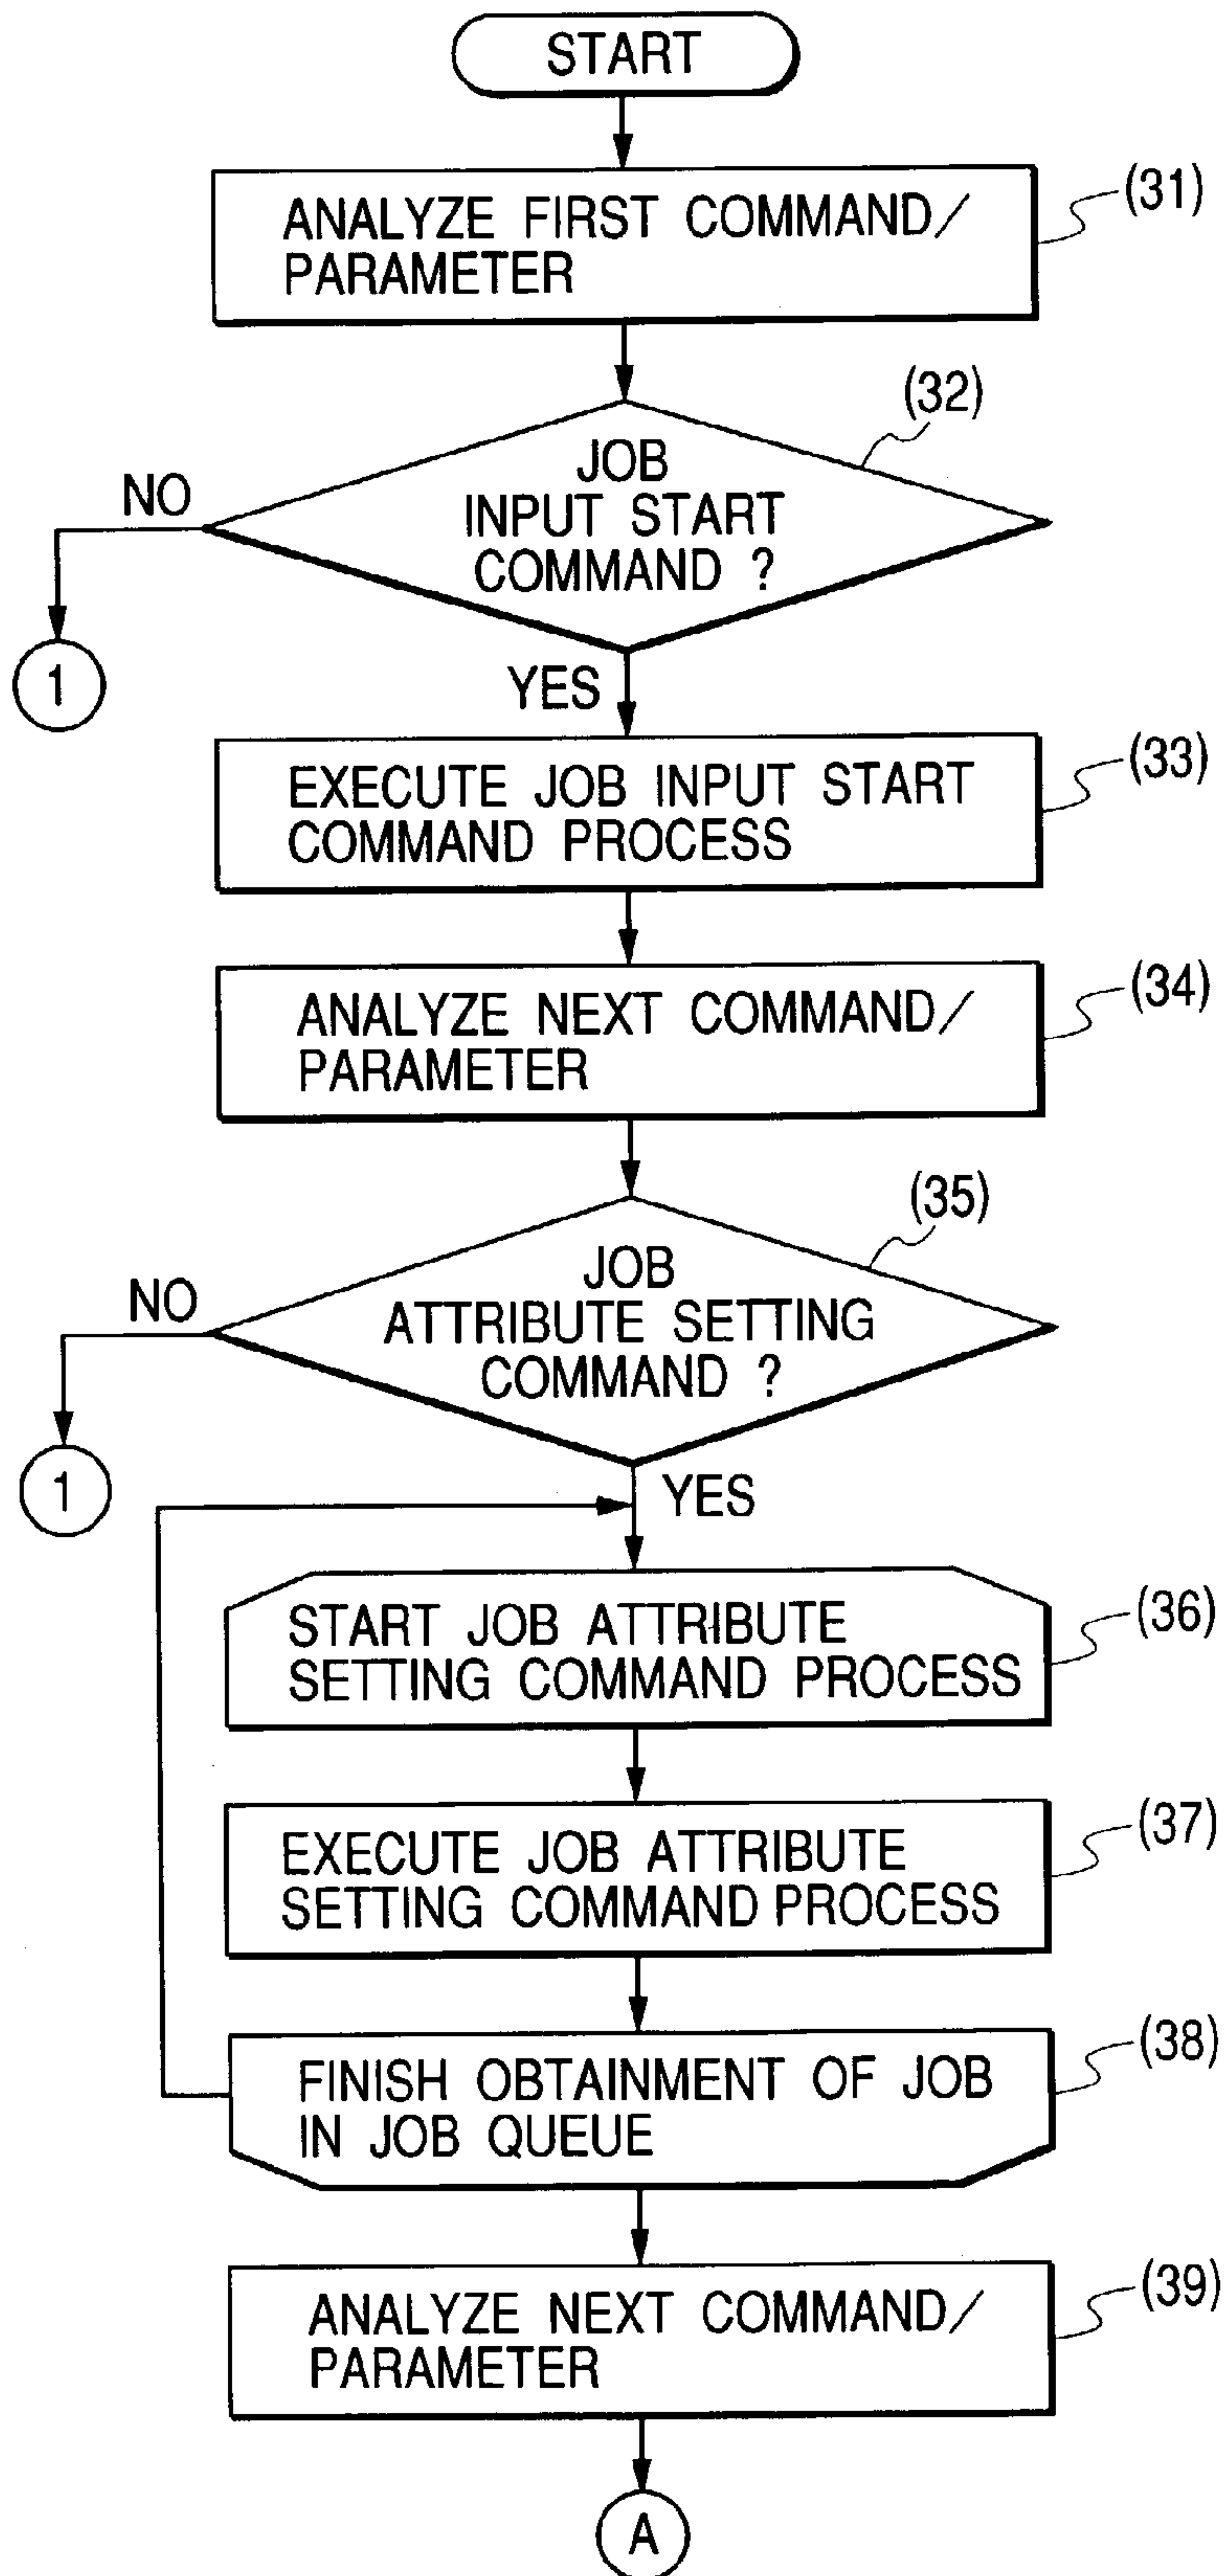 START
ANALYZE FIRST COMMAND/
PARAMETER
(31)
JOB
INPUT START
COMMAND ?
(32)
NO
1
YES
EXECUTE JOB INPUT START
COMMAND PROCESS
(33)
ANALYZE NEXT COMMAND/
PARAMETER
(34)
JOB
ATTRIBUTE SETTING
COMMAND ?
(35)
NO
1
YES
START JOB ATTRIBUTE
SETTING COMMAND PROCESS
(36)
EXECUTE JOB ATTRIBUTE
SETTING COMMAND PROCESS
(37)
FINISH OBTAINMENT OF JOB
IN JOB QUEUE
(38)
ANALYZE NEXT COMMAND/
PARAMETER
(39)
A